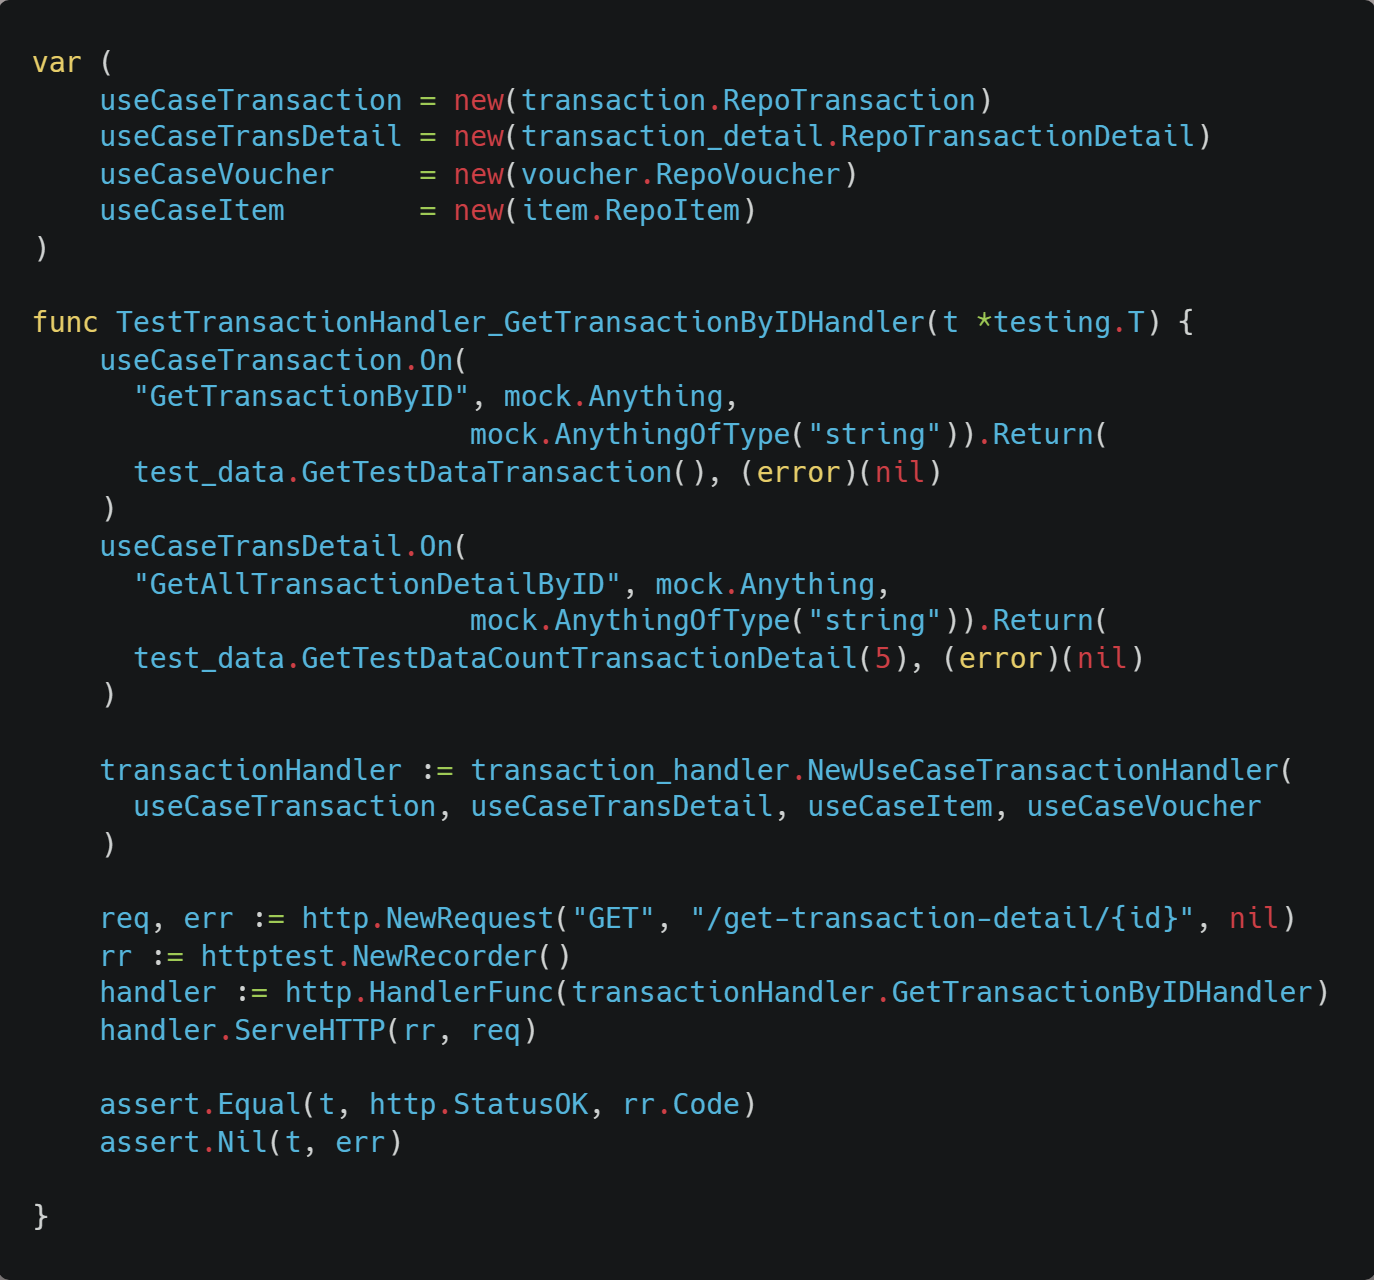 var (
    useCaseTransaction = new(transaction.RepoTransaction)
    useCaseTransDetail = new(transaction_detail.RepoTransactionDetail)
    useCaseVoucher     = new(voucher.RepoVoucher)
    useCaseItem        = new(item.RepoItem)
)

func TestTransactionHandler_GetTransactionByIDHandler(t *testing.T) {
    useCaseTransaction.On(
      "GetTransactionByID", mock.Anything,
                          mock.AnythingOfType("string")).Return(
      test_data.GetTestDataTransaction(), (error)(nil)
    )
    useCaseTransDetail.On(
      "GetAllTransactionDetailByID", mock.Anything,
                          mock.AnythingOfType("string")).Return(
      test_data.GetTestDataCountTransactionDetail(5), (error)(nil)
    )

    transactionHandler := transaction_handler.NewUseCaseTransactionHandler(
      useCaseTransaction, useCaseTransDetail, useCaseItem, useCaseVoucher
    )

    req, err := http.NewRequest("GET", "/get-transaction-detail/{id}", nil)
    rr := httptest.NewRecorder()
    handler := http.HandlerFunc(transactionHandler.GetTransactionByIDHandler)
    handler.ServeHTTP(rr, req)

    assert.Equal(t, http.StatusOK, rr.Code)
    assert.Nil(t, err)

}